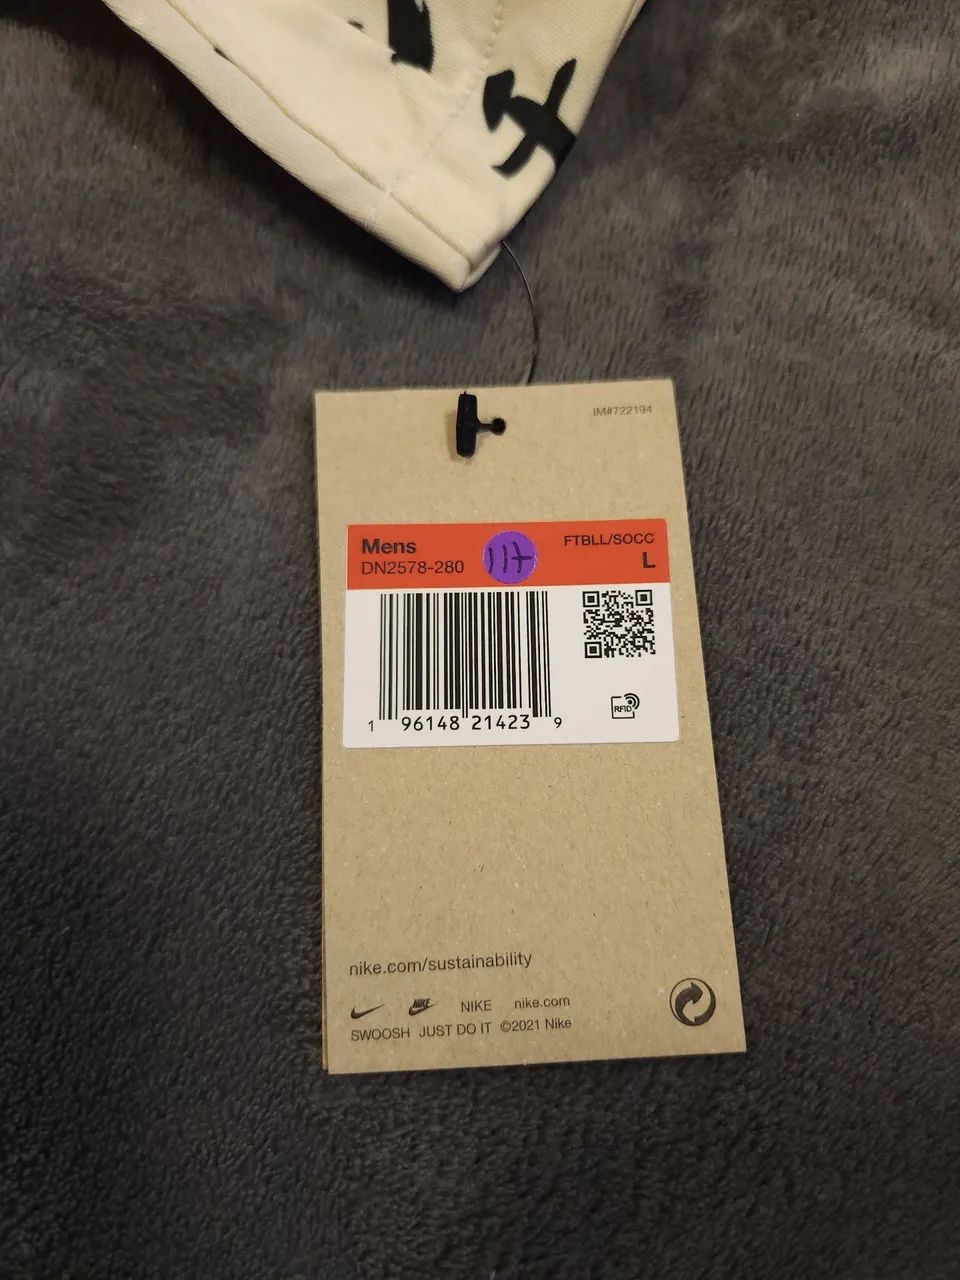 IM#722194
Mens
DN2578-280
FTBLL/SOCC
L
1 96148 21423 9
RFID
nike.com/sustainability
NIKE NIKE nike.com
SWOOSH JUST DO IT ©2021 Nike